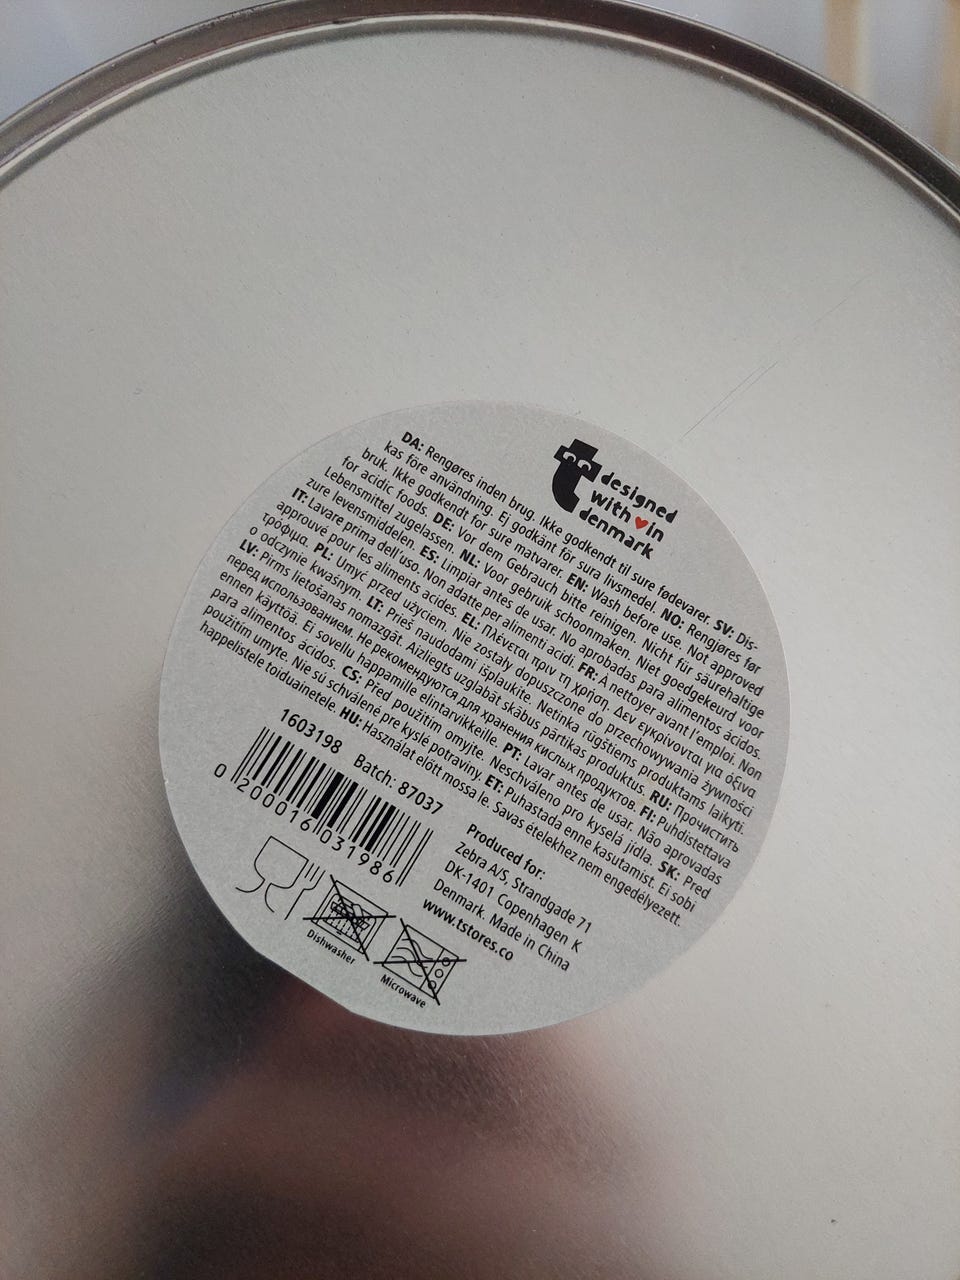 designed
with ♥ in
denmark
DA: Rengøres inden brug. Ikke godkendt til sure fødevarer. SV: Dis-
kas före användning. Ej godkänt för sura livsmedel. NO: Rengjøres før
bruk. Ikke godkendt for sure matvarer. EN: Wash before use. Not approved
for acidic foods. DE: Vor dem Gebrauch bitte reinigen. Nicht für säurehaltige
Lebensmittel zugelassen. NL: Voor gebruik schoonmaken. Niet goedgekeurd voor
zure levensmiddelen. ES: Limpiar antes de usar. No aprobadas para alimentos ácidos.
IT: Lavare prima dell'uso. Non adatte per alimenti acidi. FR: À nettoyer avant l'emploi. Non
approuvé pour les aliments acides. EL: Πλένεται πριν τη χρήση. Δεν εγκρίνονται για όξινα
τρόφιμα. PL: Umyć przed użyciem. Nie zostały dopuszczone do przechowywania żywności
o odczynie kwaśnym. LT: Prieš naudodami išplaukite. Netinka rūgštiems produktams laikyti.
LV: Pirms lietošanas nomazgāt. Aizliegts uzglabāt skābus pārtikas produktus. RU: Прочистить
перед использованием. Не рекомендуются для хранения кислых продуктов. FI: Puhdistettava
ennen käyttöä. Ei sovellu happamille elintarvikkeille. PT: Lavar antes de usar. Não aprovadas
para alimentos ácidos. CS: Před použitím omyjte. Neschváleno pro kyselá jídla. SK: Pred
použitím umyte. Nie sú schválené pre kyslé potraviny. ET: Puhastada enne kasutamist. Ei sobi
happelistele toiduainetele. HU: Használat előtt mossa le. Savas ételekhez nem engedélyezett.
1603198 Batch: 87037
0 200016 031986
Produced for:
Zebra A/S, Strandgade 71
DK-1401 Copenhagen K
Denmark. Made in China
www.tstores.co
Dishwasher
Microwave